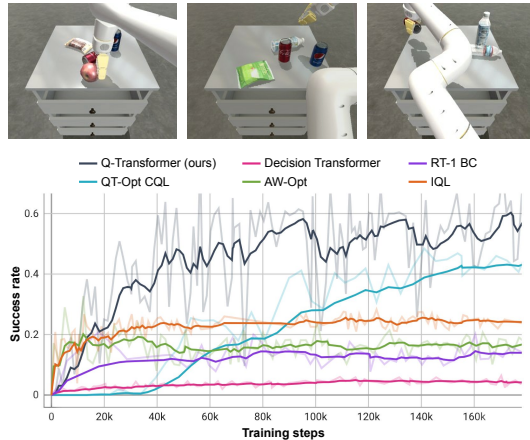 Q-Transformer (ours) Decision Transformer RT-1 BC
QT-Opt CQL AW-Opt IQL
Success rate
0.6
0.4
0.2
0
0 20k 40k 60k 80k 100k 120k 140k 160k
Training steps